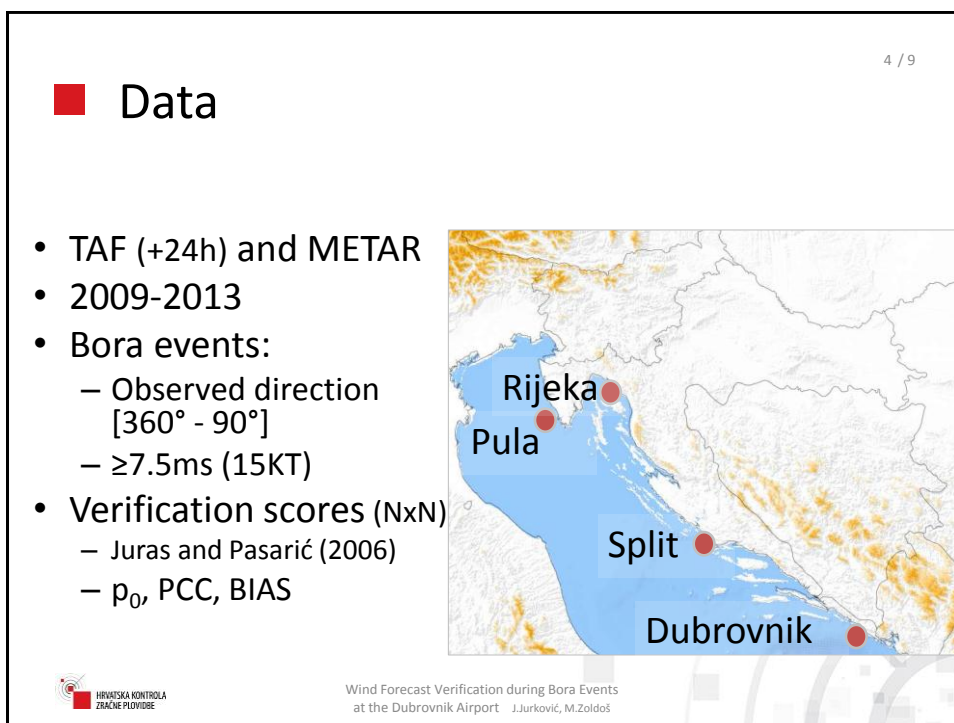 4 / 9
Data
• TAF (+24h) and METAR
• 2009-2013
• Bora events:
– Observed direction
[360° - 90°]
– ≥7.5ms (15KT)
• Verification scores (NxN)
– Juras and Pasarić (2006)
– p₀, PCC, BIAS
Rijeka
Pula
Split
Dubrovnik
HRVATSKA KONTROLA
ZRAČNE PLOVIDBE
Wind Forecast Verification during Bora Events
at the Dubrovnik Airport J.Jurković, M.Zoldoš